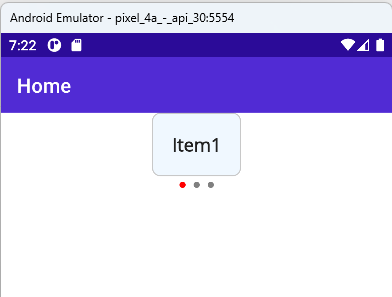 Android Emulator - pixel_4a_-_api_30:5554
7:22
Home
Item1